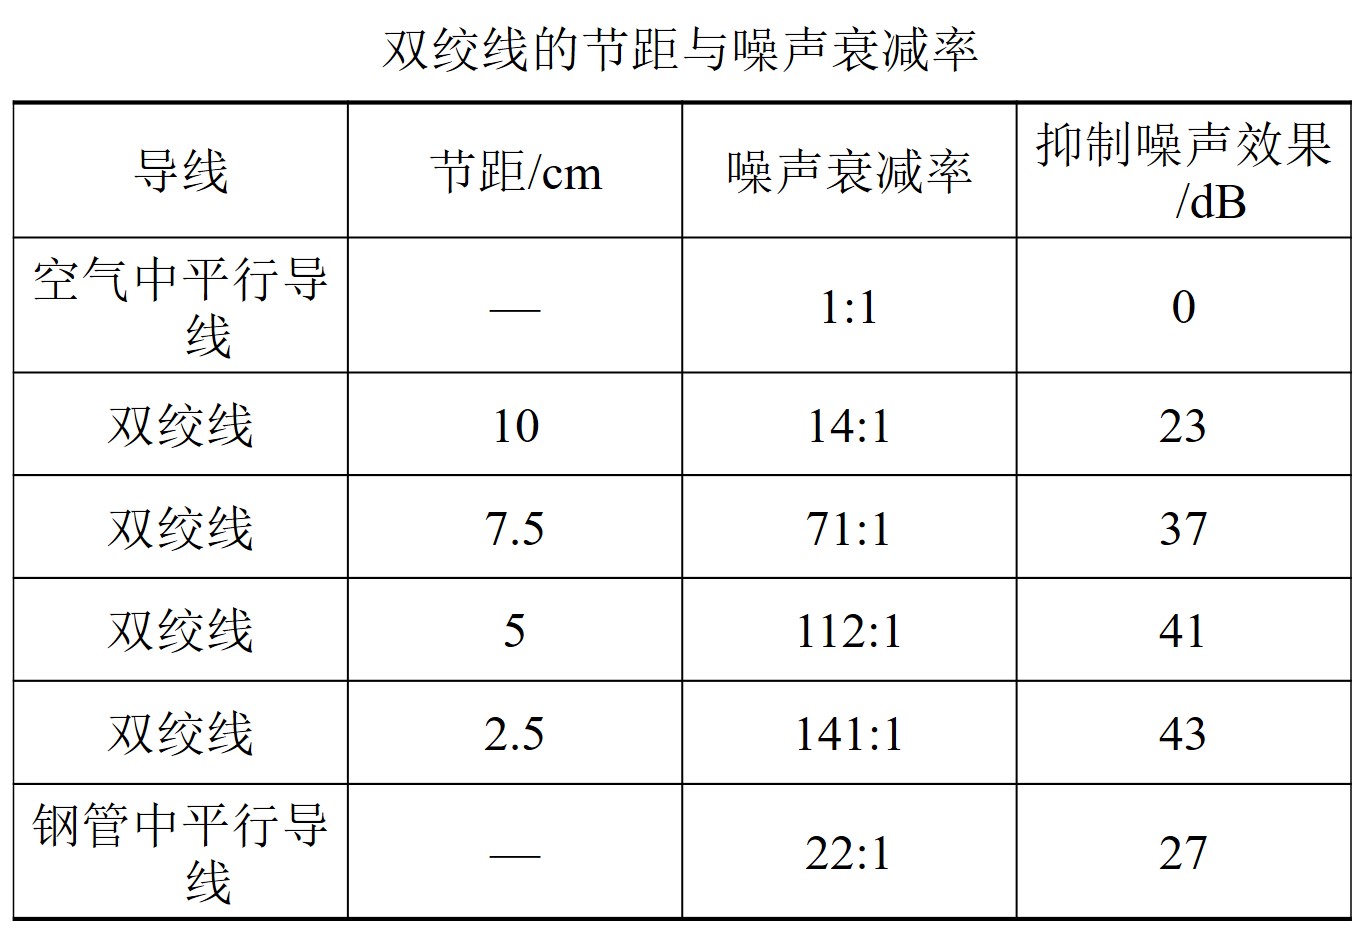 双绞线的节距与噪声衰减率
导线 节距/cm 噪声衰减率 抑制噪声效果
/dB
空气中平行导
线 — 1:1 0
双绞线 10 14:1 23
双绞线 7.5 71:1 37
双绞线 5 112:1 41
双绞线 2.5 141:1 43
钢管中平行导
线 — 22:1 27